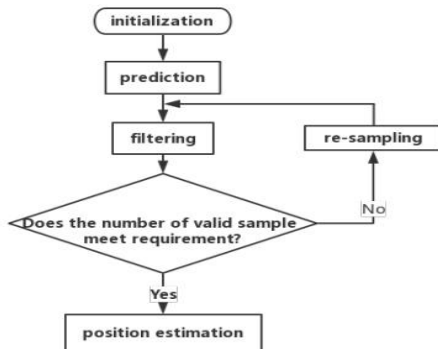 initialization
prediction
filtering
re-sampling
Does the number of valid sample
meet requirement?
No
Yes
position estimation